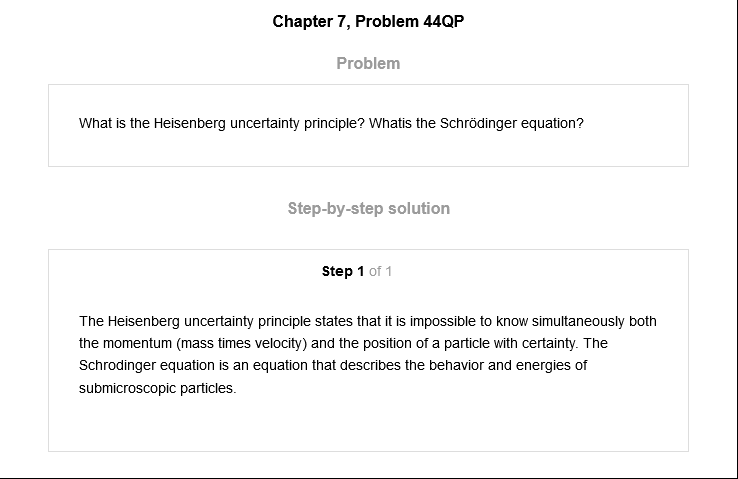 Chapter 7, Problem 44QP
Problem
What is the Heisenberg uncertainty principle? Whatis the Schrödinger equation?
Step-by-step solution
Step 1 of 1
The Heisenberg uncertainty principle states that it is impossible to know simultaneously both
the momentum (mass times velocity) and the position of a particle with certainty. The
Schrodinger equation is an equation that describes the behavior and energies of
submicroscopic particles.